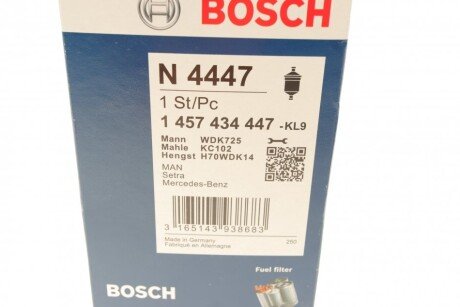 BOSCH
N 4447
1 St/Pc
1 457 434 447 -KL9
Mann WDK725
Mahle KC102
Hengst H70WDK14
MAN
Setra
Mercedes-Benz
3 165143 938683
Made in Germany
Fabriqué en Allemagne
260
Fuel filter
BOSCH